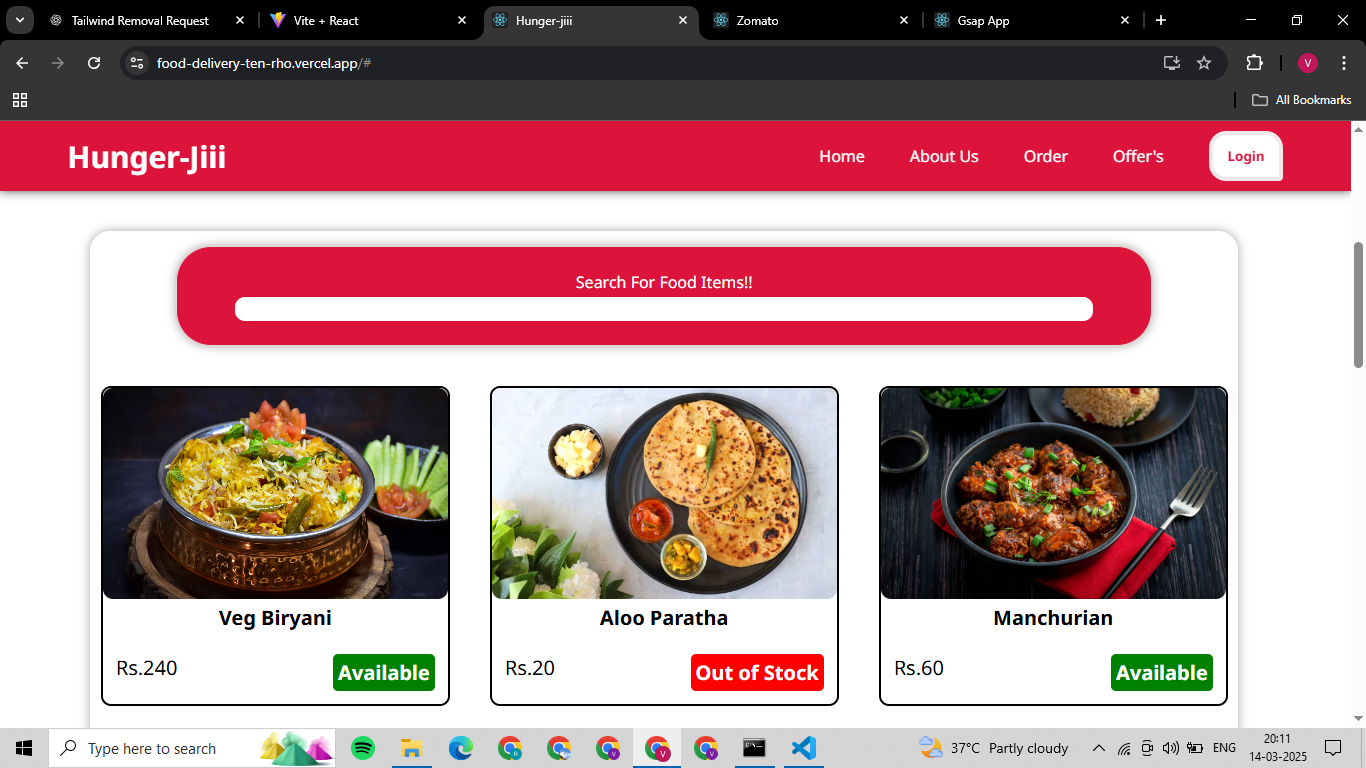 Tailwind Removal Request
Vite + React
Hunger-jiii
Zomato
Gsap App
food-delivery-ten-rho.vercel.app/#
V
All Bookmarks
Hunger-Jiii
Home
About Us
Order
Offer's
Login
Search For Food Items!!
Veg Biryani
Rs.240
Available
Aloo Paratha
Rs.20
Out of Stock
Manchurian
Rs.60
Available
Type here to search
37°C Partly cloudy
ENG
20:11
14-03-2025